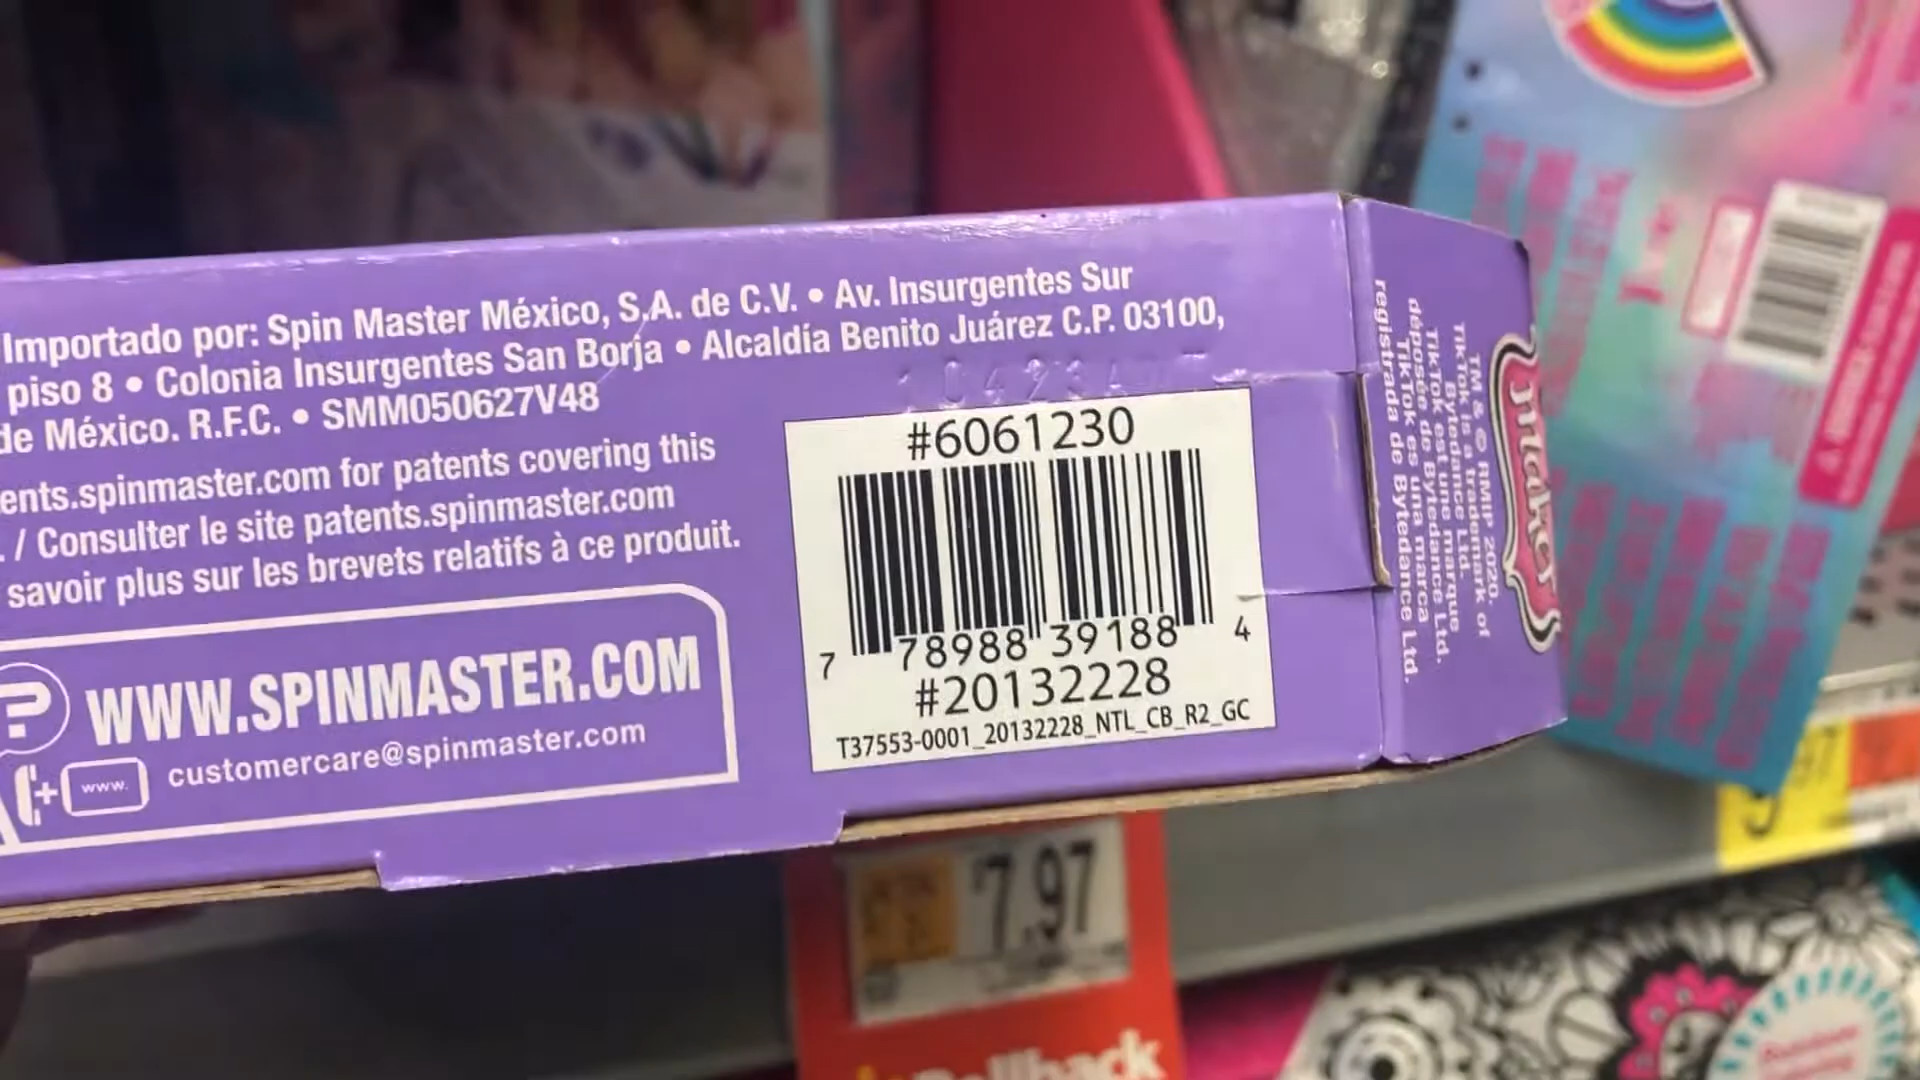 Importado por: Spin Master México, S.A. de C.V. • Av. Insurgentes Sur
piso 8 • Colonia Insurgentes San Borja • Alcaldía Benito Juárez C.P. 03100,
de México. R.F.C. • SMM050627V48
ents.spinmaster.com for patents covering this
. / Consulter le site patents.spinmaster.com
savoir plus sur les brevets relatifs à ce produit.
?
WWW.SPINMASTER.COM
+ www. customercare@spinmaster.com
#6061230
7 78988 39188 4
#20132228
T37553-0001_20132228_NTL_CB_R2_GC
TM & © RMIP 2020.
TikTok is a trademark of
Bytedance Ltd.
TikTok est une marque
déposée de Bytedance Ltd.
TikTok es una marca
registrada de Bytedance Ltd.
7.97
Rollback